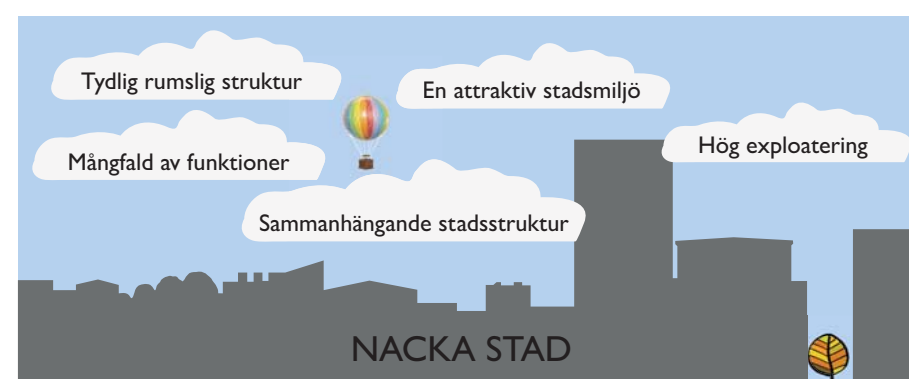 Tydlig rumslig struktur
En attraktiv stadsmiljö
Mångfald av funktioner
Hög exploatering
Sammanhängande stadsstruktur
NACKA STAD